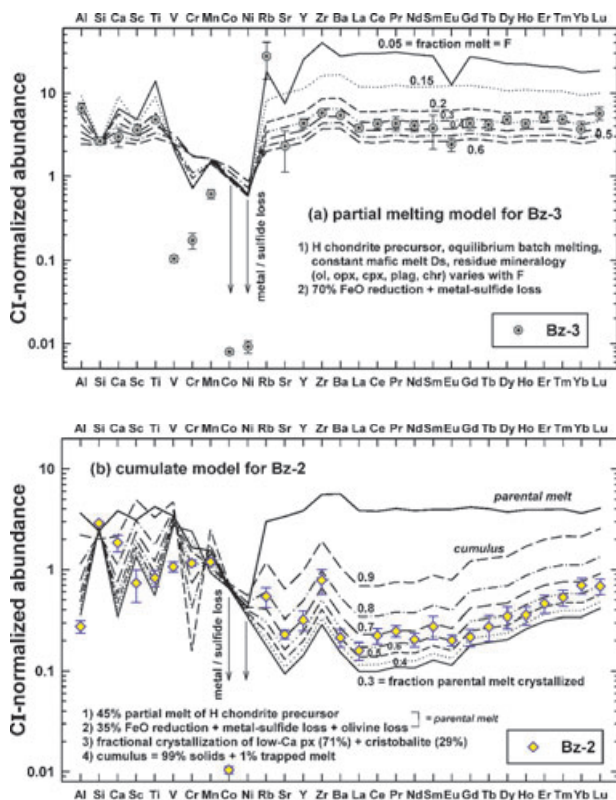 Al Si Ca Sc Ti V Cr Mn Co Ni Rb Sr Y Zr Ba La Ce Pr Nd Sm Eu Gd Tb Dy Ho Er Tm Yb Lu
CI-normalized abundance
10
1
0.1
0.01
0.05 = fraction melt = F
0.15
0.2
0.3
0.4
0.5
0.6
metal / sulfide loss
(a) partial melting model for Bz-3
1) H chondrite precursor, equilibrium batch melting,
constant mafic melt Ds, residue mineralogy
(ol, opx, cpx, plag, chr) varies with F
2) 70% FeO reduction + metal-sulfide loss
Bz-3
Al Si Ca Sc Ti V Cr Mn Co Ni Rb Sr Y Zr Ba La Ce Pr Nd Sm Eu Gd Tb Dy Ho Er Tm Yb Lu
Al Si Ca Sc Ti V Cr Mn Co Ni Rb Sr Y Zr Ba La Ce Pr Nd Sm Eu Gd Tb Dy Ho Er Tm Yb Lu
CI-normalized abundance
10
1
0.1
0.01
(b) cumulate model for Bz-2
parental melt
cumulus
0.9
0.8
0.7
0.6
0.5
0.4
0.3 = fraction parental melt crystallized
metal / sulfide loss
1) 45% partial melt of H chondrite precursor
2) 35% FeO reduction + metal-sulfide loss + olivine loss
= parental melt
3) fractional crystallization of low-Ca px (71%) + cristobalite (29%)
4) cumulus = 99% solids + 1% trapped melt
Bz-2
Al Si Ca Sc Ti V Cr Mn Co Ni Rb Sr Y Zr Ba La Ce Pr Nd Sm Eu Gd Tb Dy Ho Er Tm Yb Lu